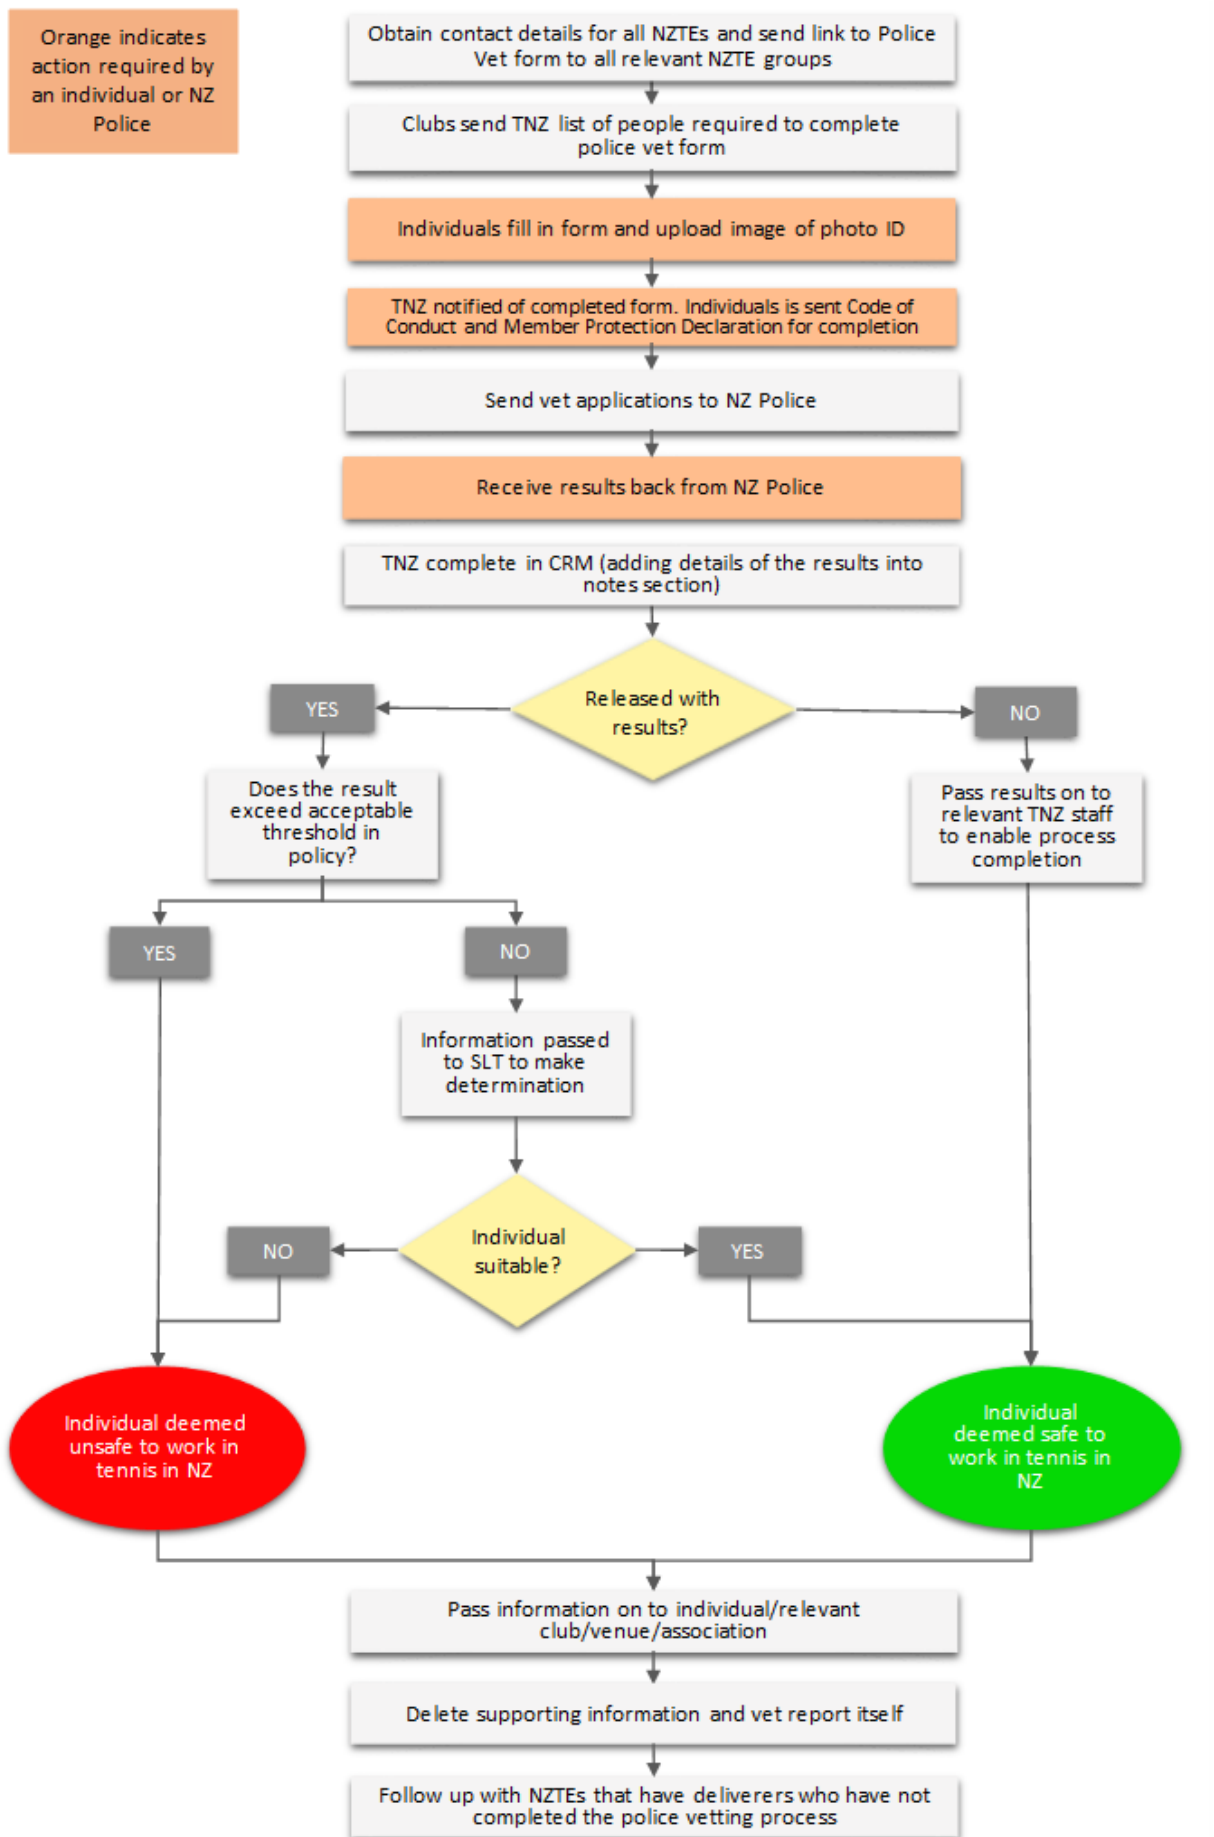 Orange indicates
action required by
an individual or NZ
Police
Obtain contact details for all NZTEs and send link to Police
Vet form to all relevant NZTE groups
Clubs send TNZ list of people required to complete
police vet form
Individuals fill in form and upload image of photo ID
TNZ notified of completed form. Individuals is sent Code of
Conduct and Member Protection Declaration for completion
Send vet applications to NZ Police
Receive results back from NZ Police
TNZ complete in CRM (adding details of the results into
notes section)
Released with
results?
YES
NO
Does the result
exceed acceptable
threshold in
policy?
Pass results on to
relevant TNZ staff
to enable process
completion
YES
NO
Information passed
to SLT to make
determination
Individual
suitable?
NO
YES
Individual deemed
unsafe to work in
tennis in NZ
Individual
deemed safe to
work in tennis in
NZ
Pass information on to individual/relevant
club/venue/association
Delete supporting information and vet report itself
Follow up with NZTEs that have deliverers who have not
completed the police vetting process